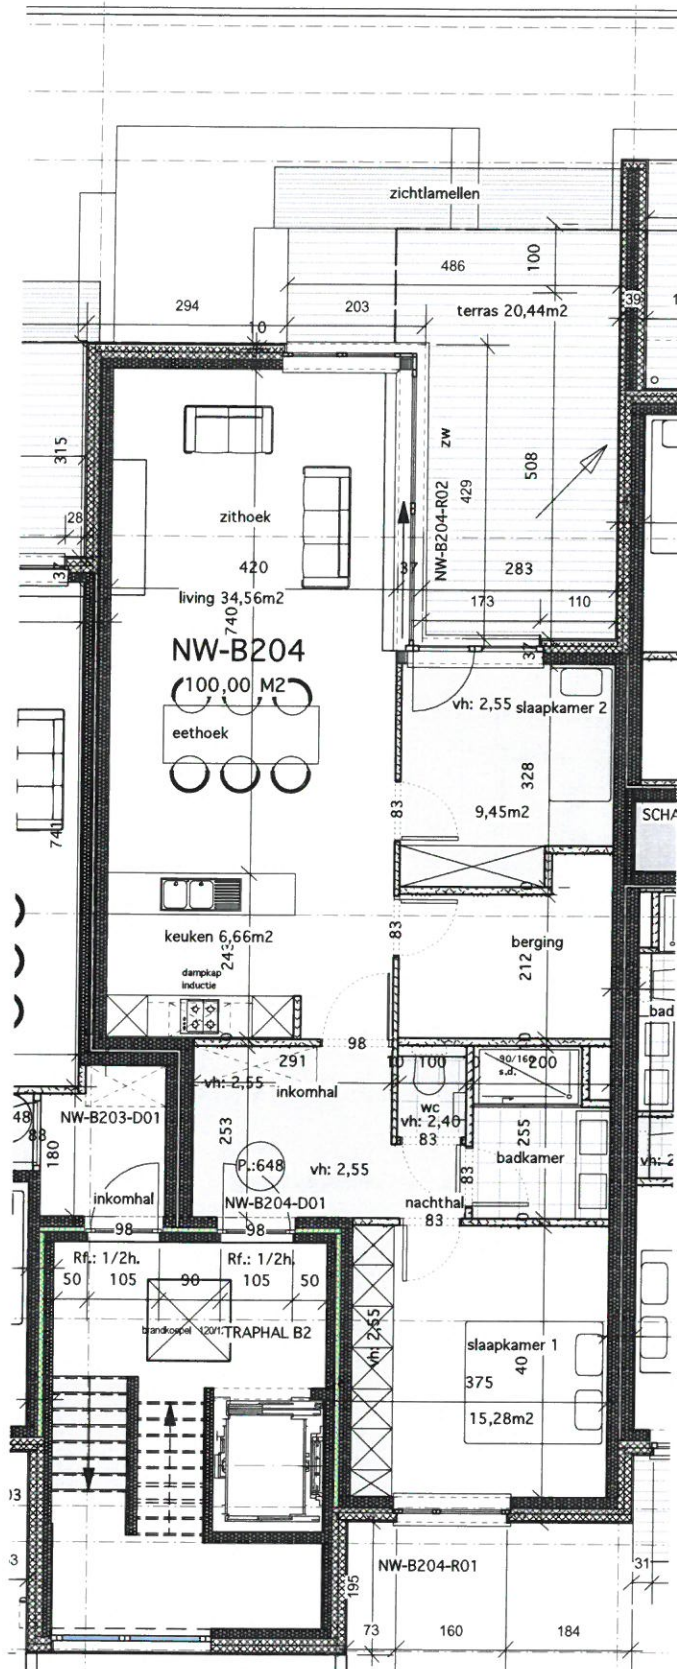 zichtlamellen
486
100
294
203
terras 20,44m2
39
10
315
zw
508
429
NW-B204-R02
28
zithoek
37
420
37
283
living 34,56m2
173
110
740
NW-B204
37
100,00 M2
vh: 2,55
slaapkamer 2
eethoek
328
83
9,45m2
741
SCHA
keuken 6,66m2
83
berging
243
212
dampkap
inductie
bad
98
291
10
100
90/160
s.d.
200
vh: 2,55
inkomhal
wc
vh: 2,40
NW-B203-D01
48
88
180
253
83
255
badkamer
P.:648
vh: 2,55
83
vh: 2
inkomhal
NW-B204-D01
nachthal
98
98
83
Rf.: 1/2h.
Rf.: 1/2h.
50
105
90
105
50
brandkoepel
TRAPHAL B2
vh: 2,55
slaapkamer 1
40
375
15,28m2
NW-B204-R01
31
195
73
160
184